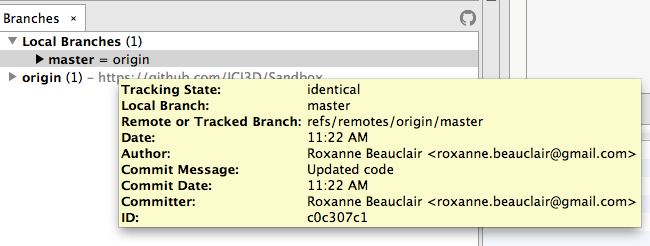 Branches ×
Local Branches (1)
master = origin
origin (1) – https://github.com/ICI3D/Sandbox
Tracking State: identical
Local Branch: master
Remote or Tracked Branch: refs/remotes/origin/master
Date: 11:22 AM
Author: Roxanne Beauclair <roxanne.beauclair@gmail.com>
Commit Message: Updated code
Commit Date: 11:22 AM
Committer: Roxanne Beauclair <roxanne.beauclair@gmail.com>
ID: c0c307c1